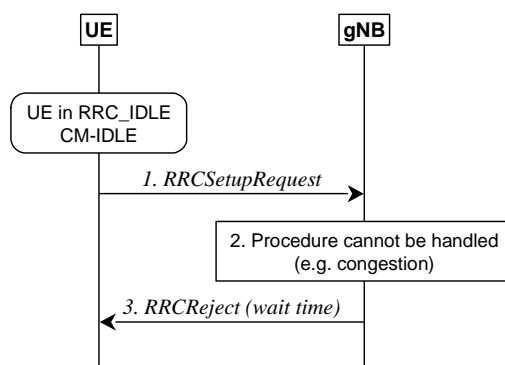 UE
gNB
UE in RRC_IDLE
CM-IDLE
1. RRCSetupRequest
2. Procedure cannot be handled
(e.g. congestion)
3. RRCReject (wait time)